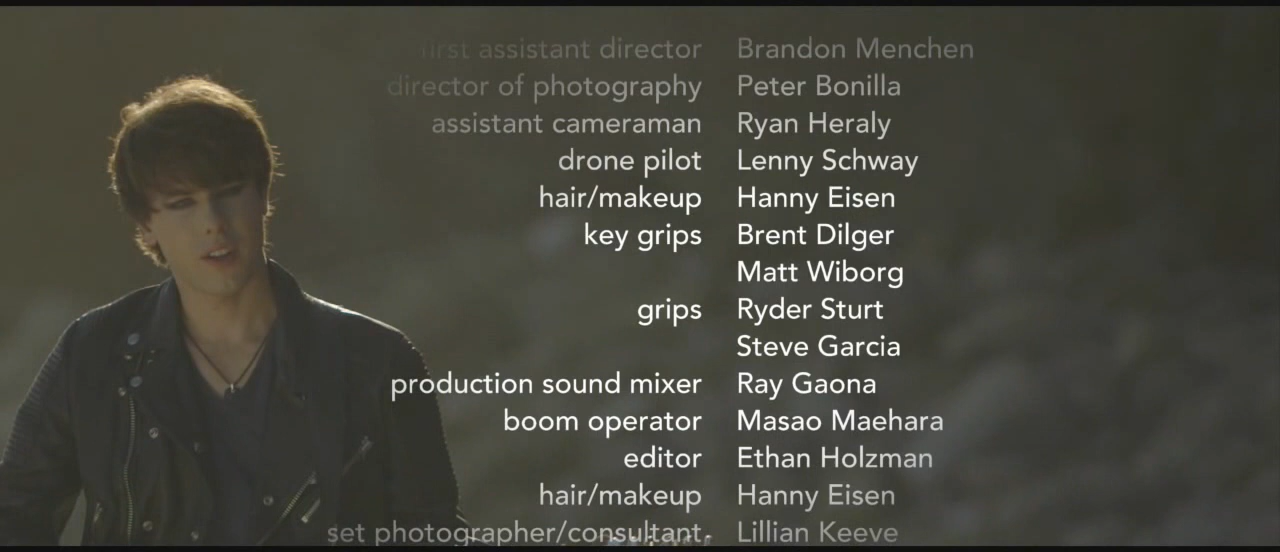 first assistant director Brandon Menchen
director of photography Peter Bonilla
assistant cameraman Ryan Heraly
drone pilot Lenny Schway
hair/makeup Hanny Eisen
key grips Brent Dilger
Matt Wiborg
grips Ryder Sturt
Steve Garcia
production sound mixer Ray Gaona
boom operator Masao Maehara
editor Ethan Holzman
hair/makeup Hanny Eisen
set photographer/consultant Lillian Keeve